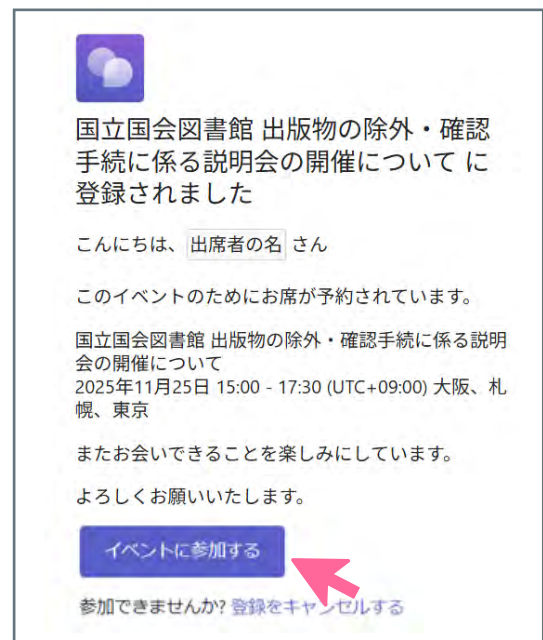 国立国会図書館 出版物の除外・確認
手続に係る説明会の開催について に
登録されました
こんにちは、 出席者の名 さん
このイベントのためにお席が予約されています。
国立国会図書館 出版物の除外・確認手続に係る説明
会の開催について
2025年11月25日 15:00 - 17:30 (UTC+09:00) 大阪、札
幌、東京
またお会いできることを楽しみにしています。
よろしくお願いいたします。
イベントに参加する
参加できませんか? 登録をキャンセルする